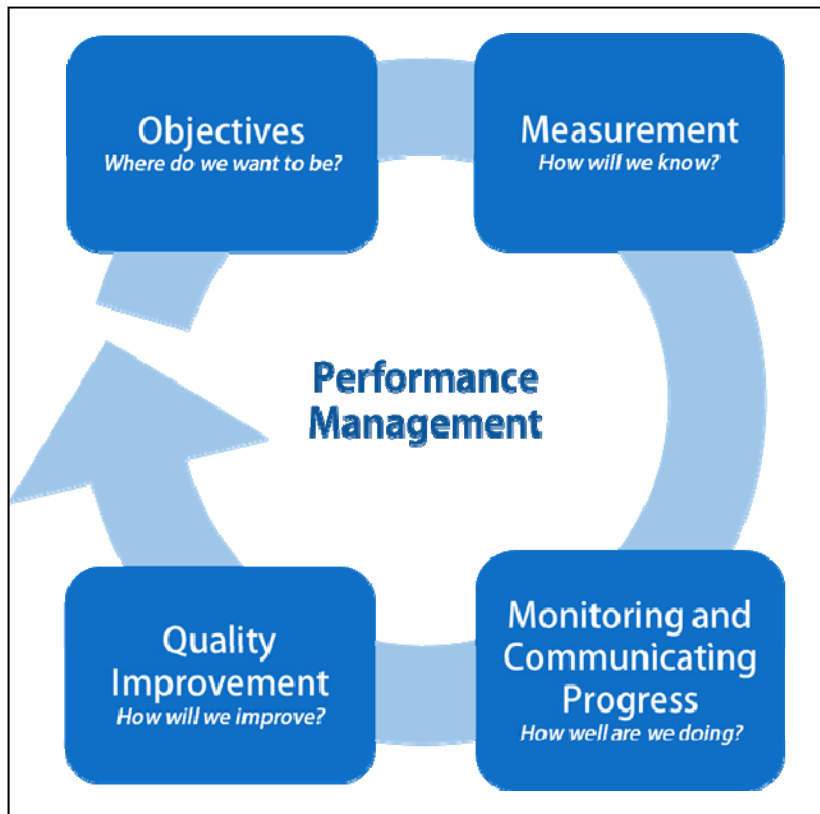 Objectives
Where do we want to be?
Measurement
How will we know?
Performance
Management
Quality
Improvement
How will we improve?
Monitoring and
Communicating
Progress
How well are we doing?